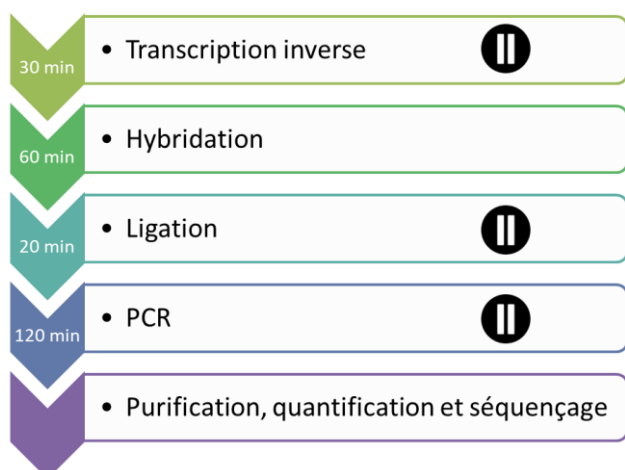 30 min
• Transcription inverse
60 min
• Hybridation
20 min
• Ligation
120 min
• PCR
• Purification, quantification et séquençage